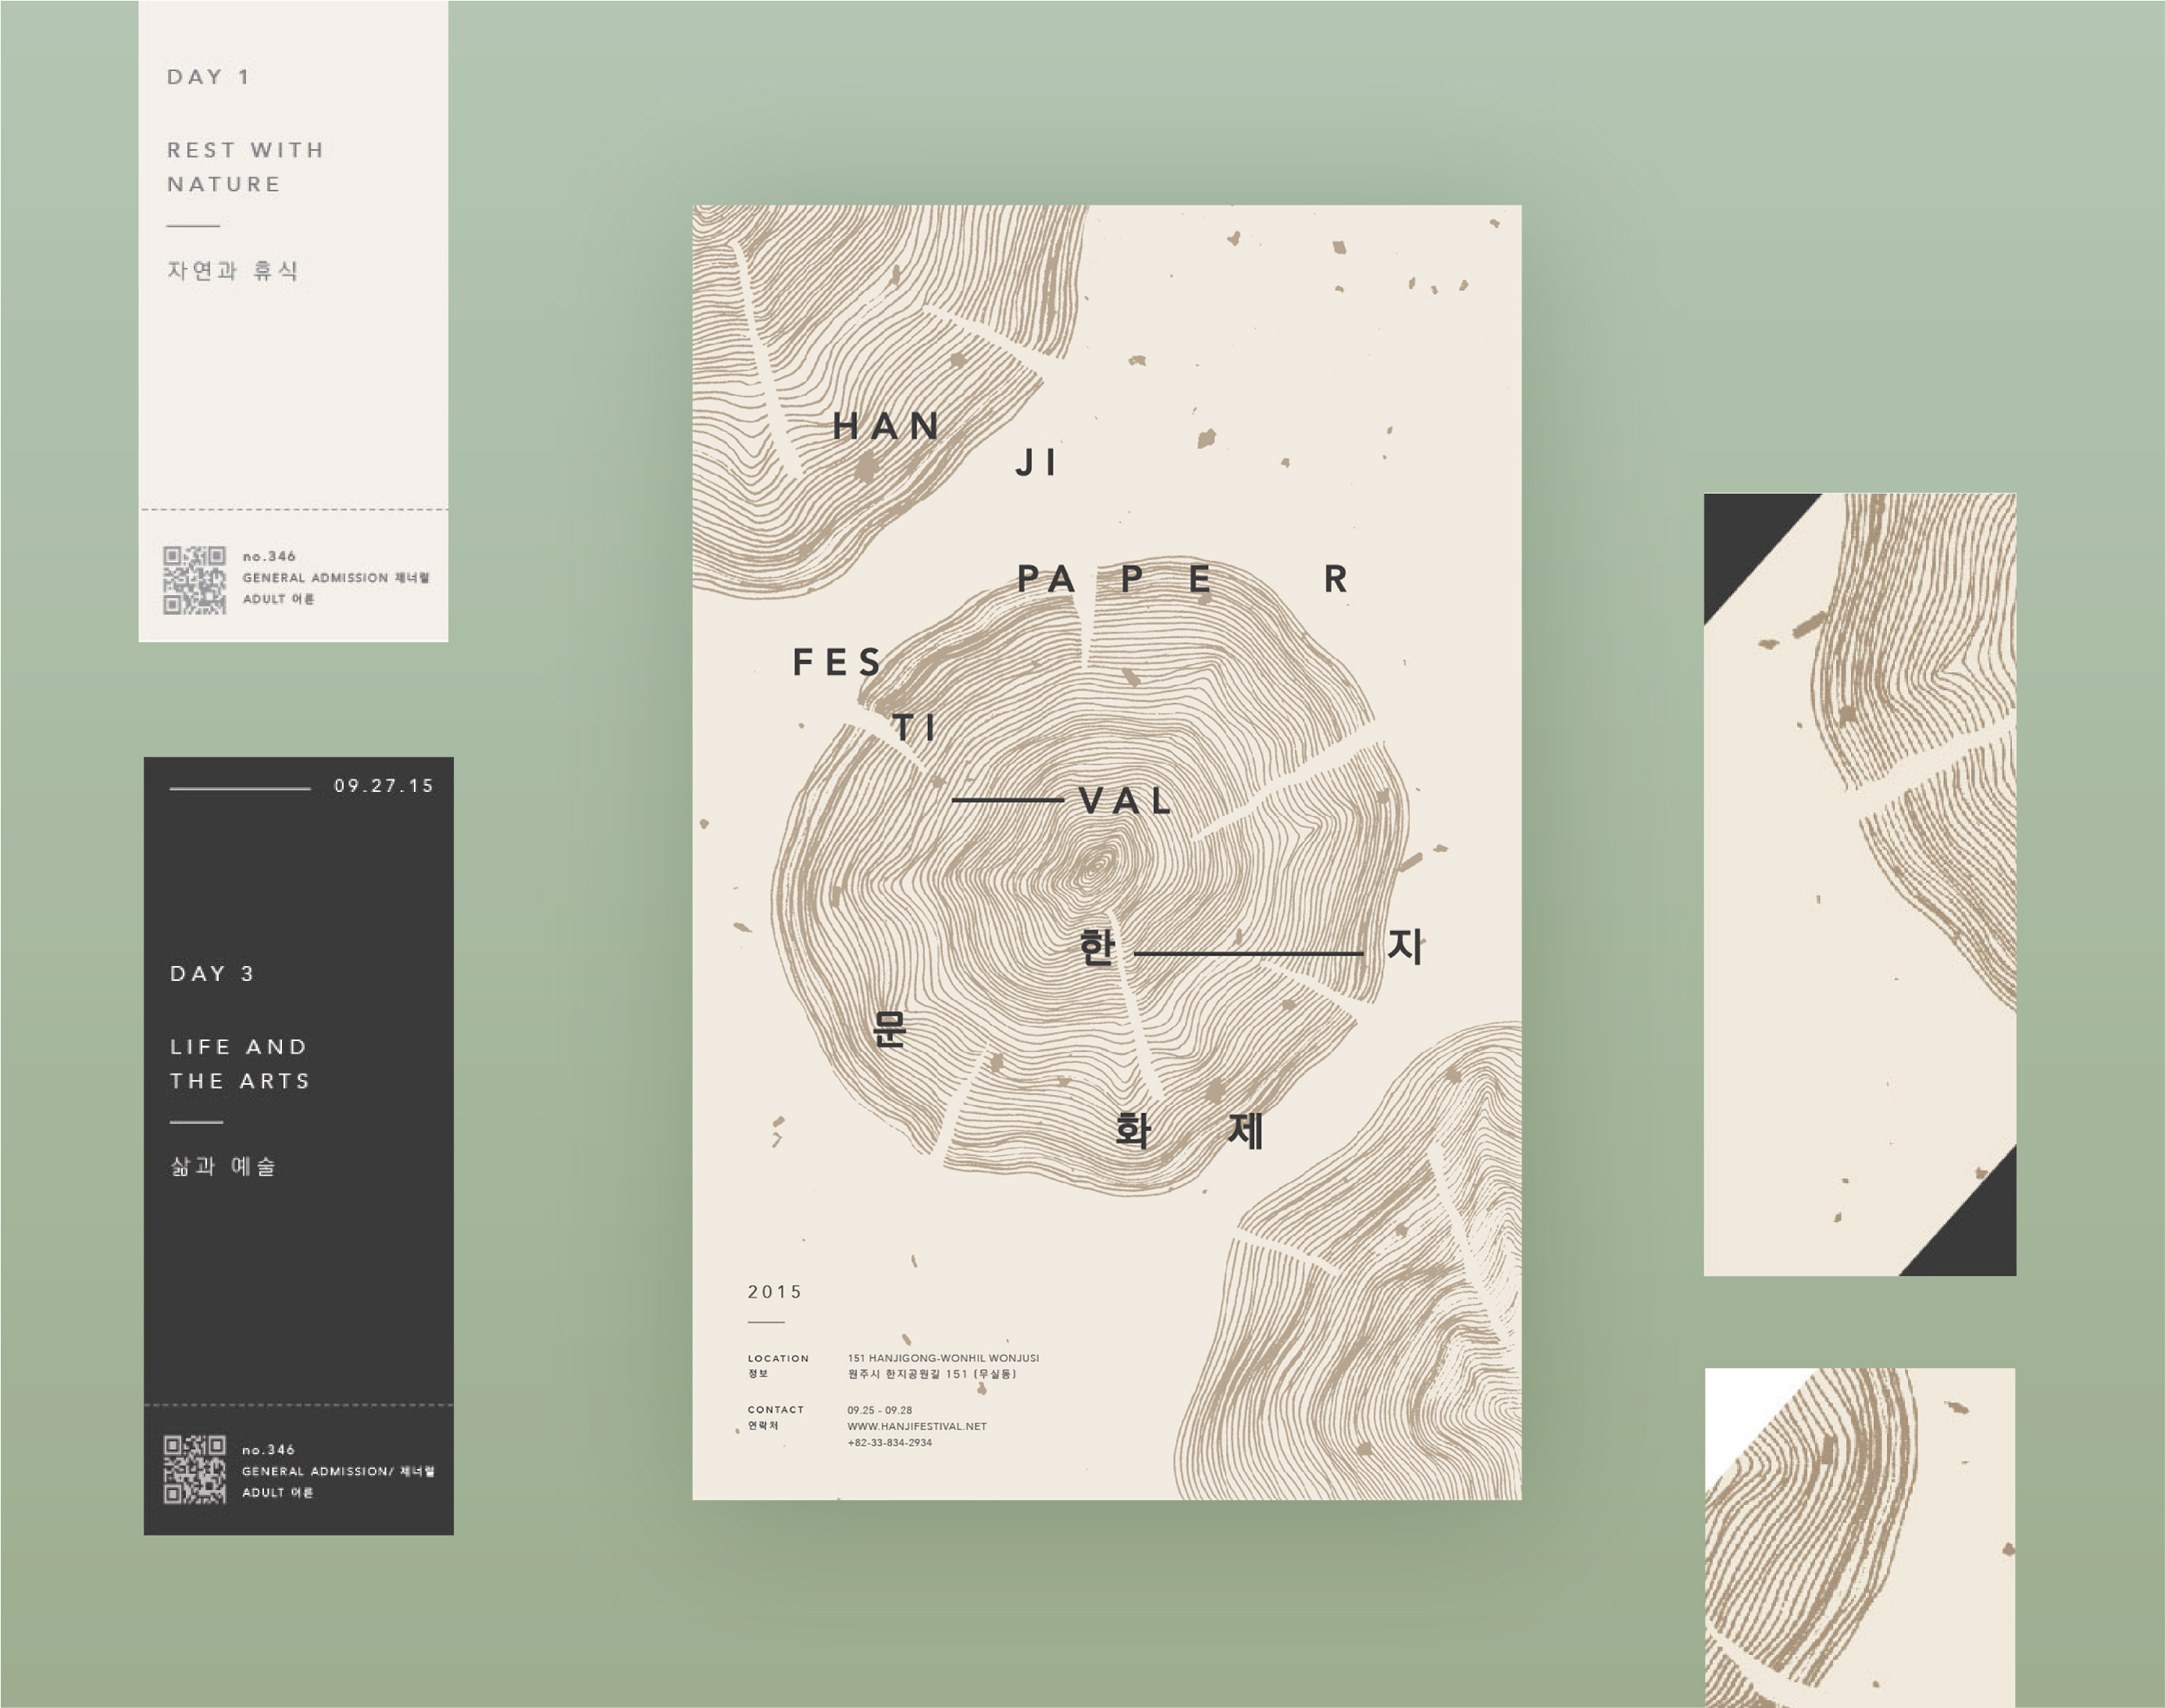 DAY 1
REST WITH
NATURE
자연과 휴식
no.346
GENERAL ADMISSION 제너럴
ADULT 어른
09.27.15
DAY 3
LIFE AND
THE ARTS
삶과 예술
no.346
GENERAL ADMISSION/ 제너럴
ADULT 어른
HAN
JI
PAPER
FES
TI
VAL
한 지
문
화 제
2015
LOCATION 151 HANJIGONG-WONHIL WONJUSI
정보 원주시 한지공원길 151 (무실동)
CONTACT 09.25 - 09.28
연락처 WWW.HANJIFESTIVAL.NET
+82-33-834-2934